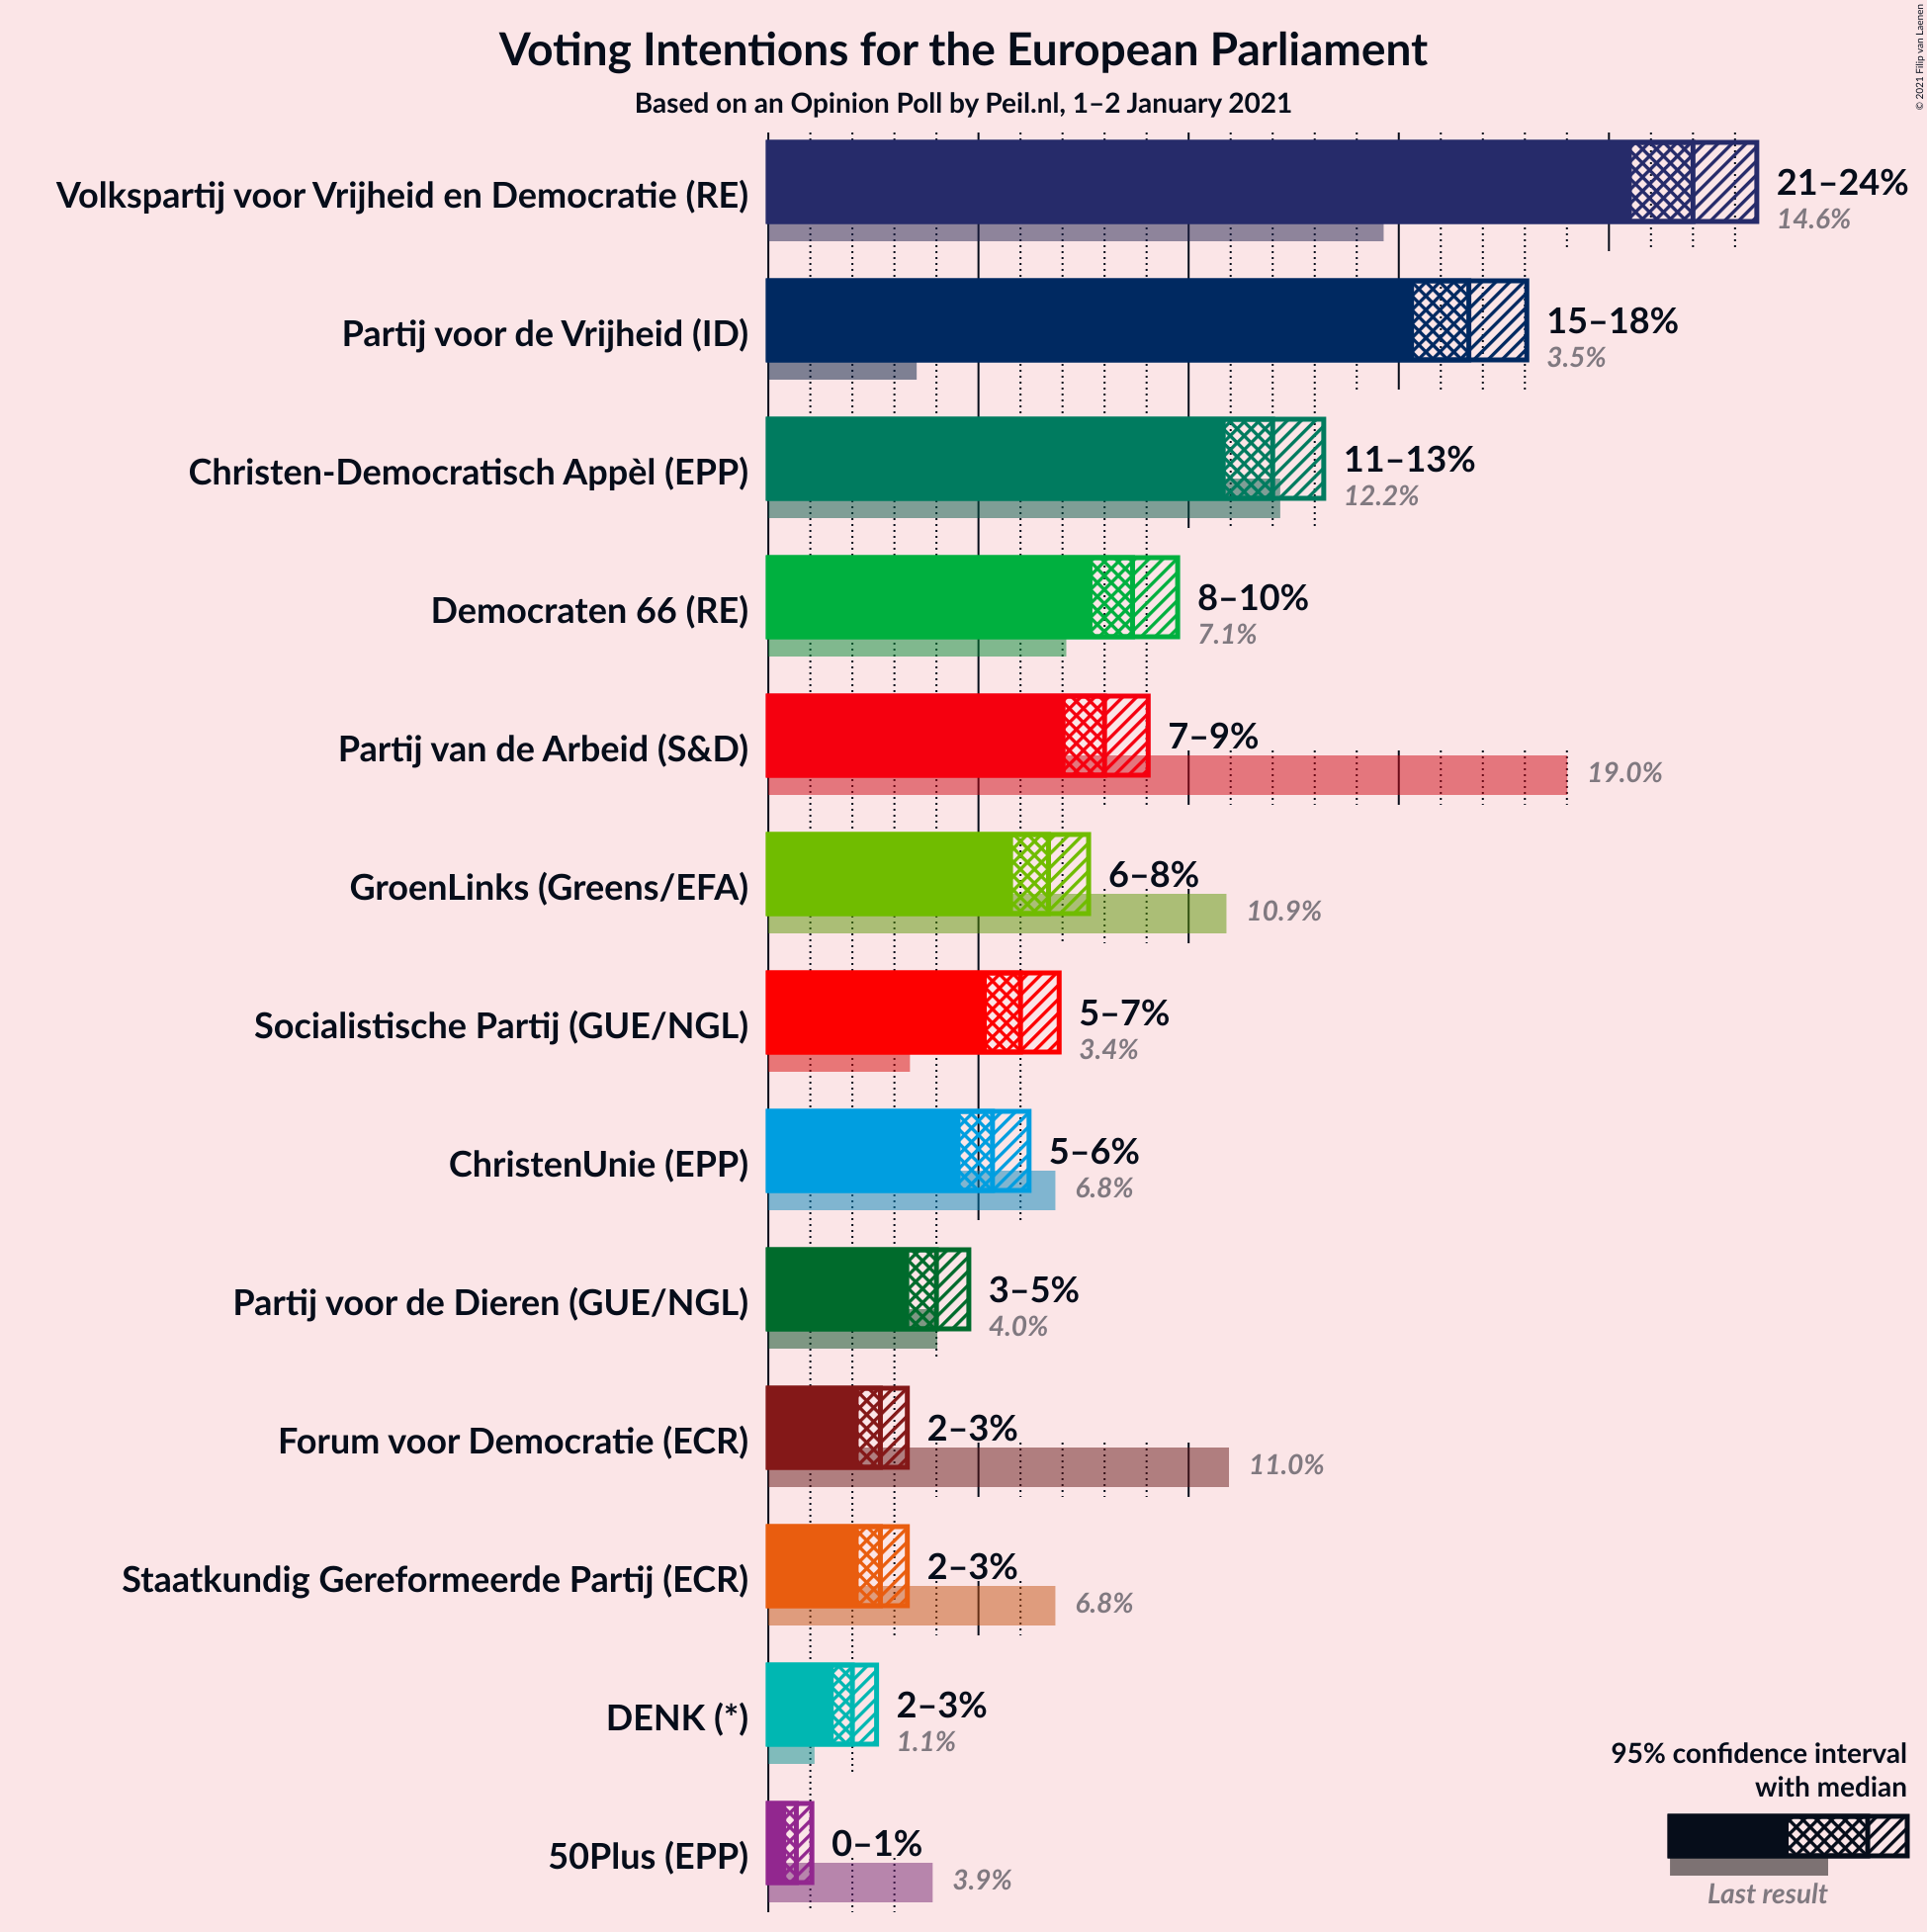 Voting Intentions for the European Parliament
Based on an Opinion Poll by Peil.nl, 1–2 January 2021
© 2021 Filip van Laenen
Volkspartij voor Vrijheid en Democratie (RE)
21–24%
14.6%
Partij voor de Vrijheid (ID)
15–18%
3.5%
Christen-Democratisch Appèl (EPP)
11–13%
12.2%
Democraten 66 (RE)
8–10%
7.1%
Partij van de Arbeid (S&D)
7–9%
19.0%
GroenLinks (Greens/EFA)
6–8%
10.9%
Socialistische Partij (GUE/NGL)
5–7%
3.4%
ChristenUnie (EPP)
5–6%
6.8%
Partij voor de Dieren (GUE/NGL)
3–5%
4.0%
Forum voor Democratie (ECR)
2–3%
11.0%
Staatkundig Gereformeerde Partij (ECR)
2–3%
6.8%
DENK (*)
2–3%
1.1%
50Plus (EPP)
0–1%
3.9%
95% confidence interval
with median
Last result